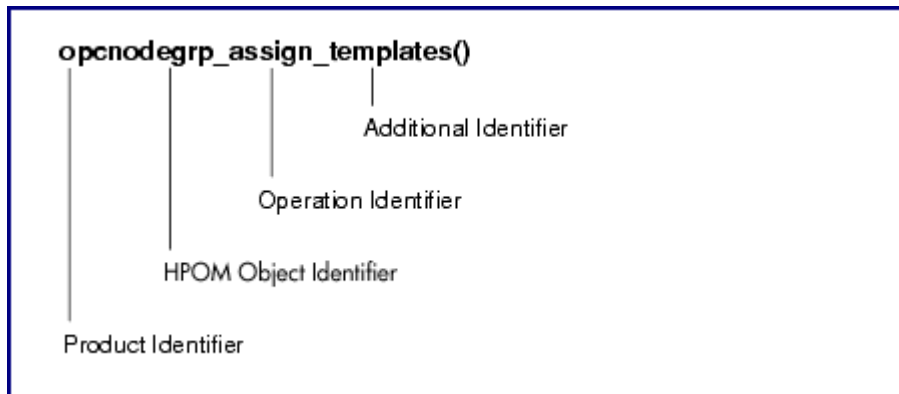 opcnodegrp_assign_templates()
Additional Identifier
Operation Identifier
HPOM Object Identifier
Product Identifier